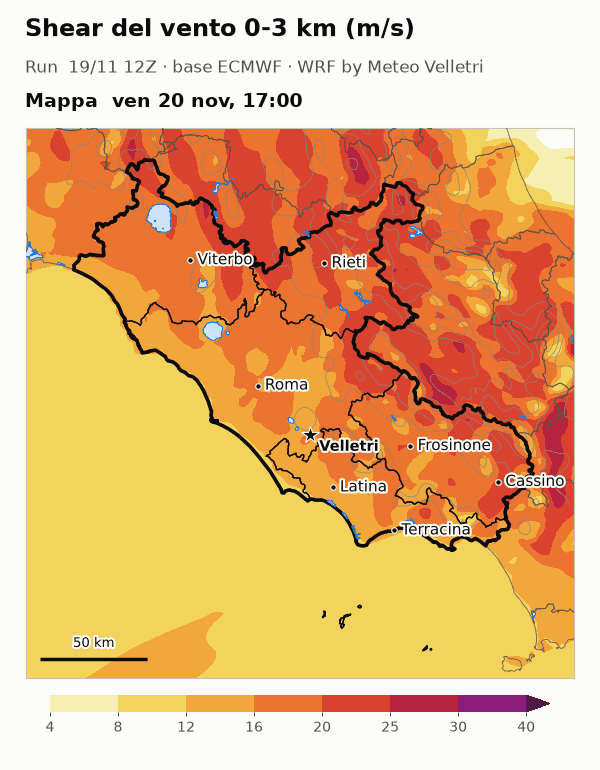 Shear del vento 0-3 km (m/s)
Run  19/11 12Z · base ECMWF · WRF by Meteo Velletri
Mappa  ven 20 nov, 17:00
Viterbo
Rieti
Roma
Velletri
Frosinone
Cassino
Latina
Terracina
50 km
4 8 12 16 20 25 30 40